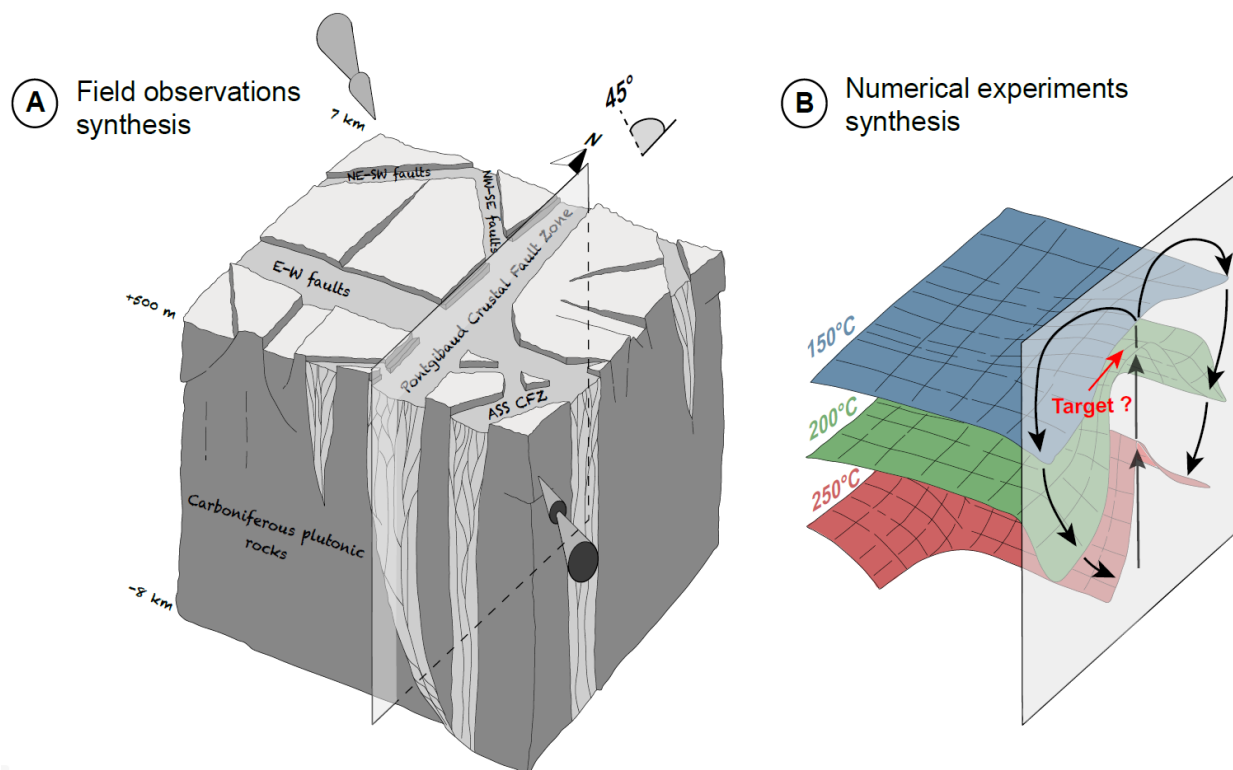 A
Field observations
synthesis
7 km
45°
N
NE-SW faults
NW-SE faults
E-W faults
Pontgibaud Crustal Fault Zone
+500 m
ASS CFZ
Carboniferous plutonic
rocks
-8 km
B
Numerical experiments
synthesis
150°C
200°C
250°C
Target ?